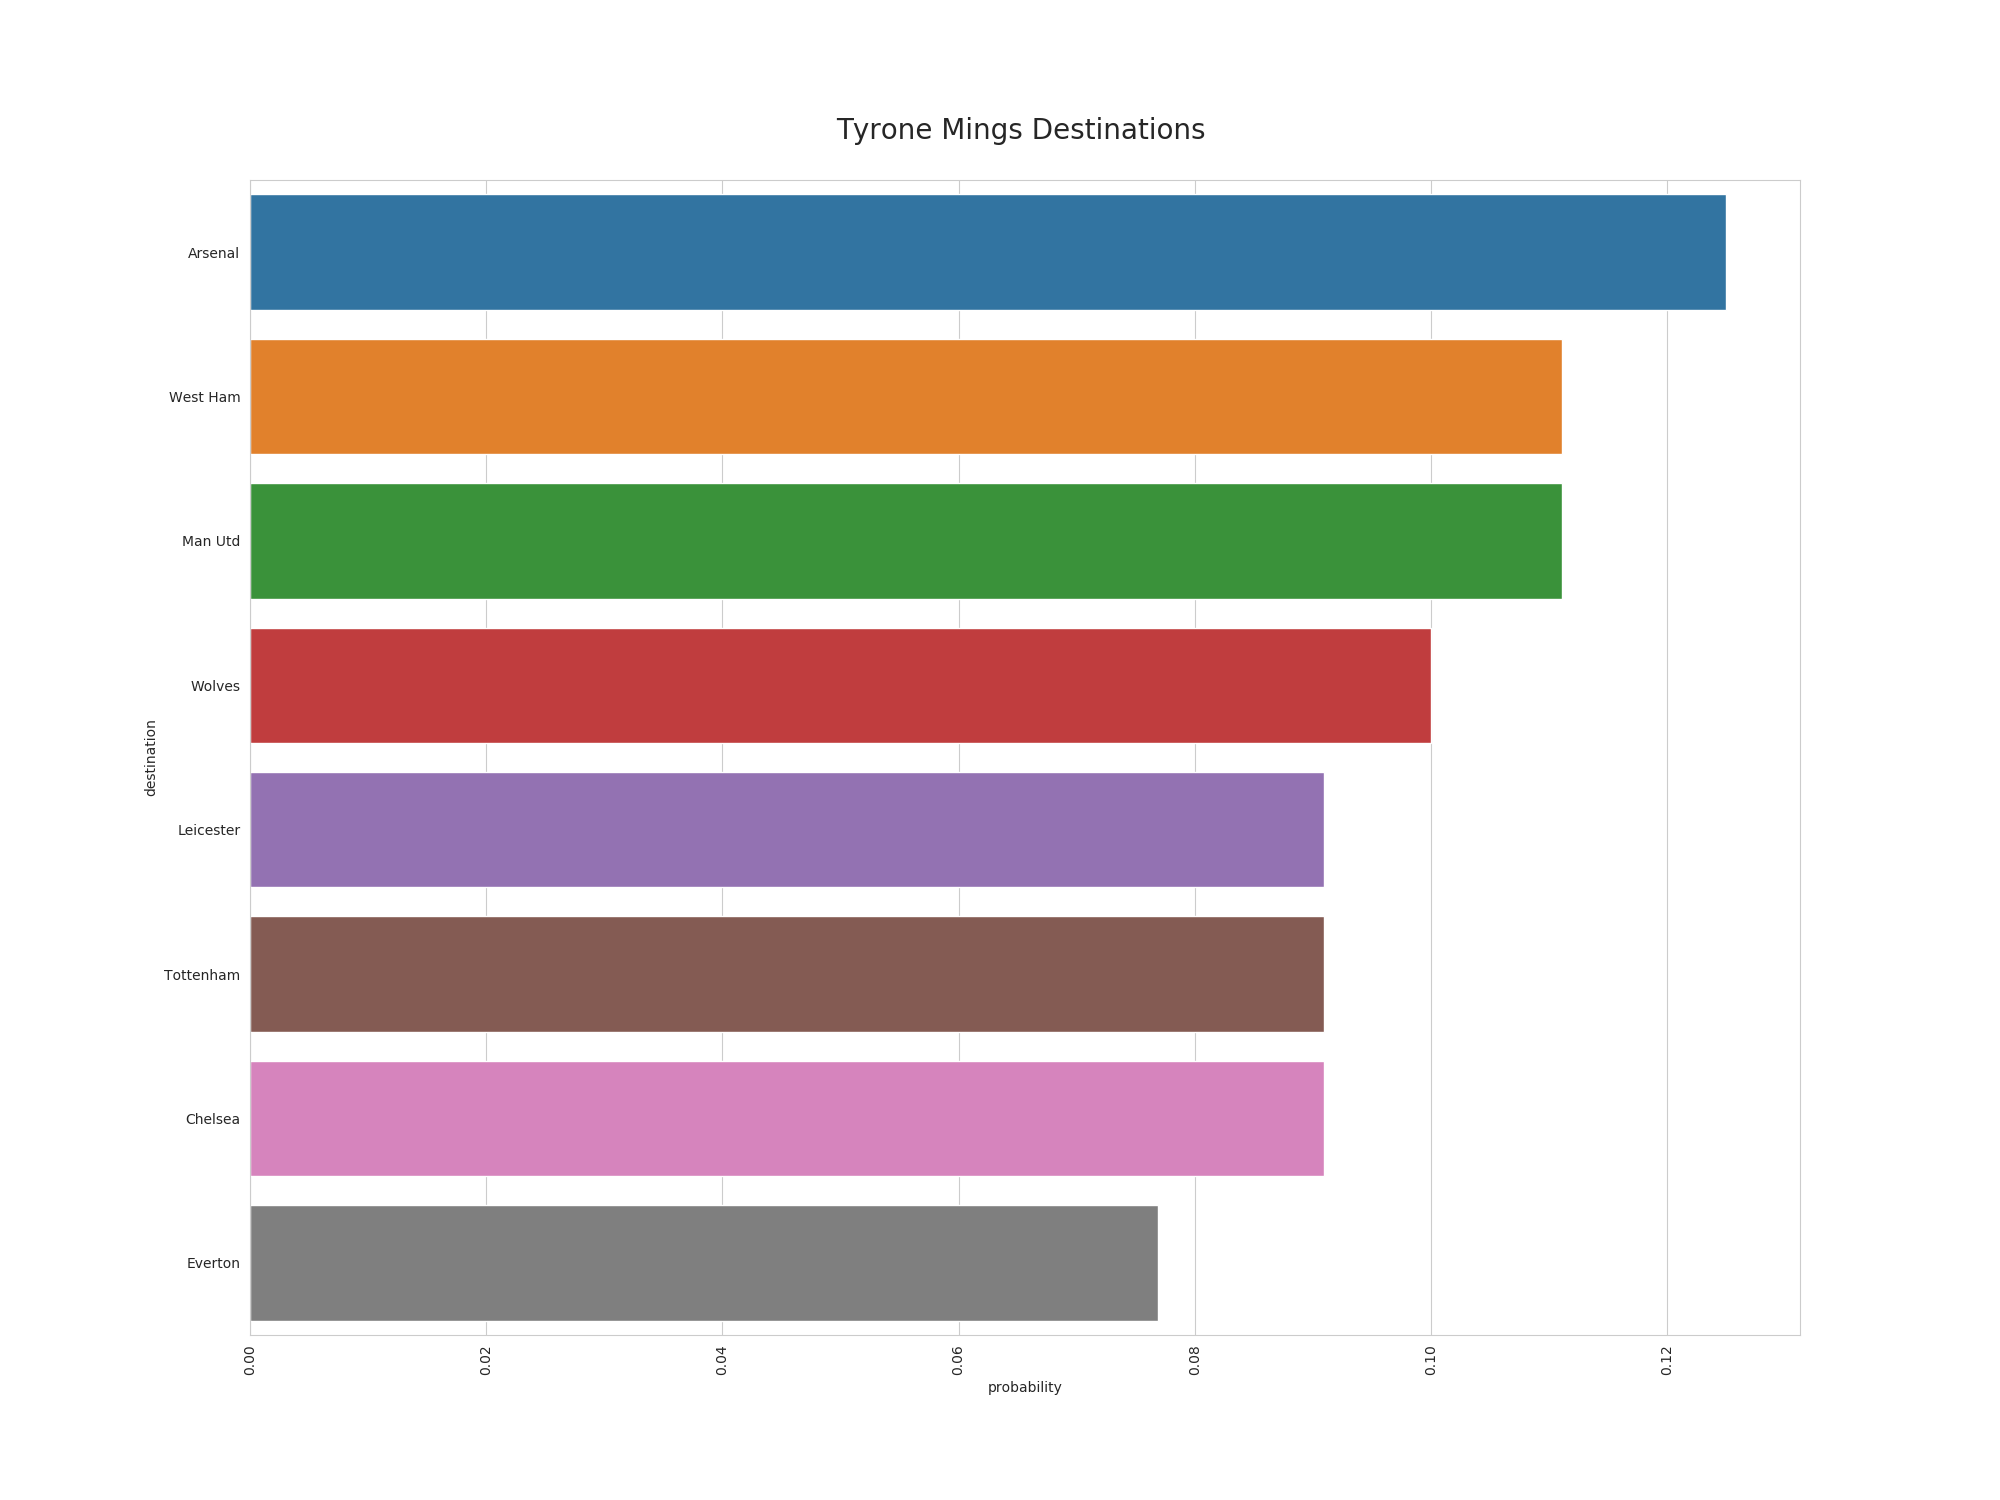 Tyrone Mings Destinations
Arsenal
West Ham
Man Utd
Wolves
destination
Leicester
Tottenham
Chelsea
Everton
0.00 0.02 0.04 0.06 0.08 0.10 0.12
probability